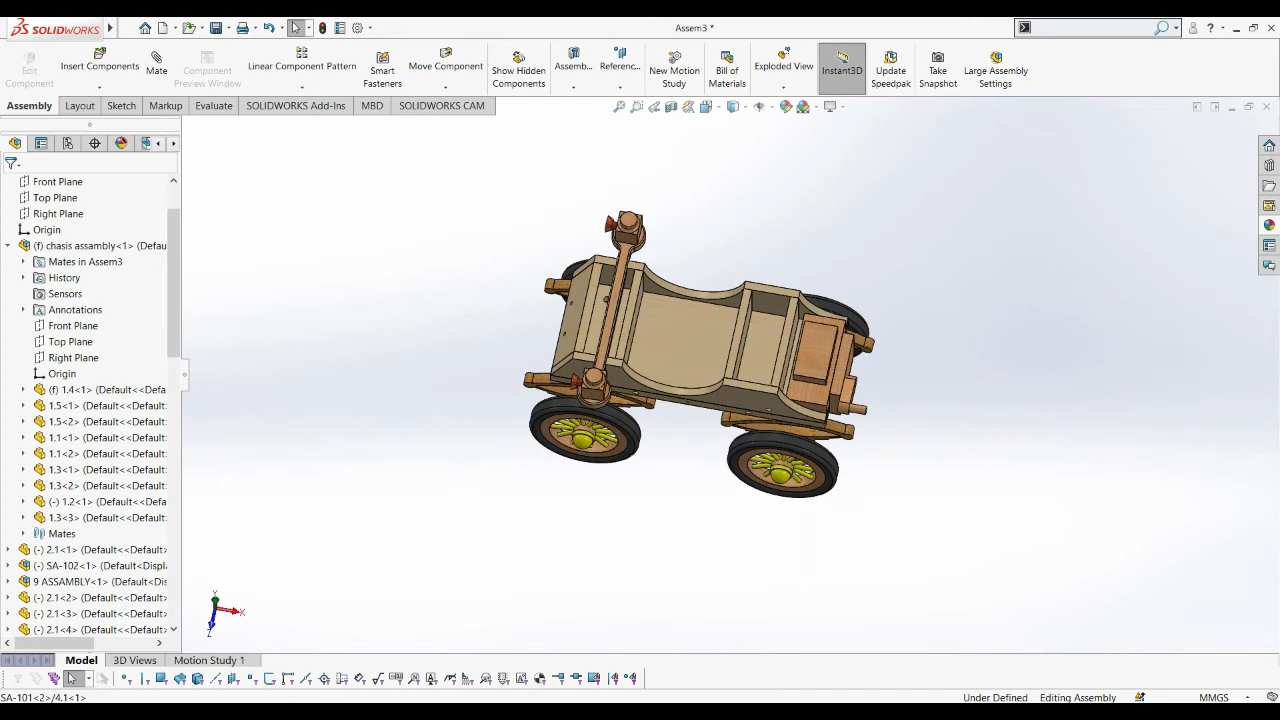 SOLIDWORKS
Assem3 *
Edit Component
Insert Components
Mate
Component Preview Window
Linear Component Pattern
Smart Fasteners
Move Component
Show Hidden Components
Assemb...
Referenc...
New Motion Study
Bill of Materials
Exploded View
Instant3D
Update Speedpak
Take Snapshot
Large Assembly Settings
Assembly Layout Sketch Markup Evaluate SOLIDWORKS Add-Ins MBD SOLIDWORKS CAM
Front Plane
Top Plane
Right Plane
Origin
(f) chasis assambly<1> (Defau
Mates in Assem3
History
Sensors
Annotations
Front Plane
Top Plane
Right Plane
Origin
(f) 1.4<1> (Default<<Default>
1.5<1> (Default<<Default:
1.5<2> (Default<<Default:
1.1<1> (Default<<Default:
1.1<2> (Default<<Default:
1.3<1> (Default<<Default:
1.3<2> (Default<<Default:
(-) 1.2<1> (Default<<Default
1.3<3> (Default<<Default:
Mates
(-) 2.1<1> (Default<<Default>
(-) SA-102<1> (Default<Displ
9 ASSAMBLY<1> (Default<Dis
(-) 2.1<2> (Default<<Default>
(-) 2.1<3> (Default<<Default>
(-) 2.1<4> (Default<<Default>
Y
X
Z
Model 3D Views Motion Study 1
SA-101<2>/4.1<1>
Under Defined Editing Assembly MMGS